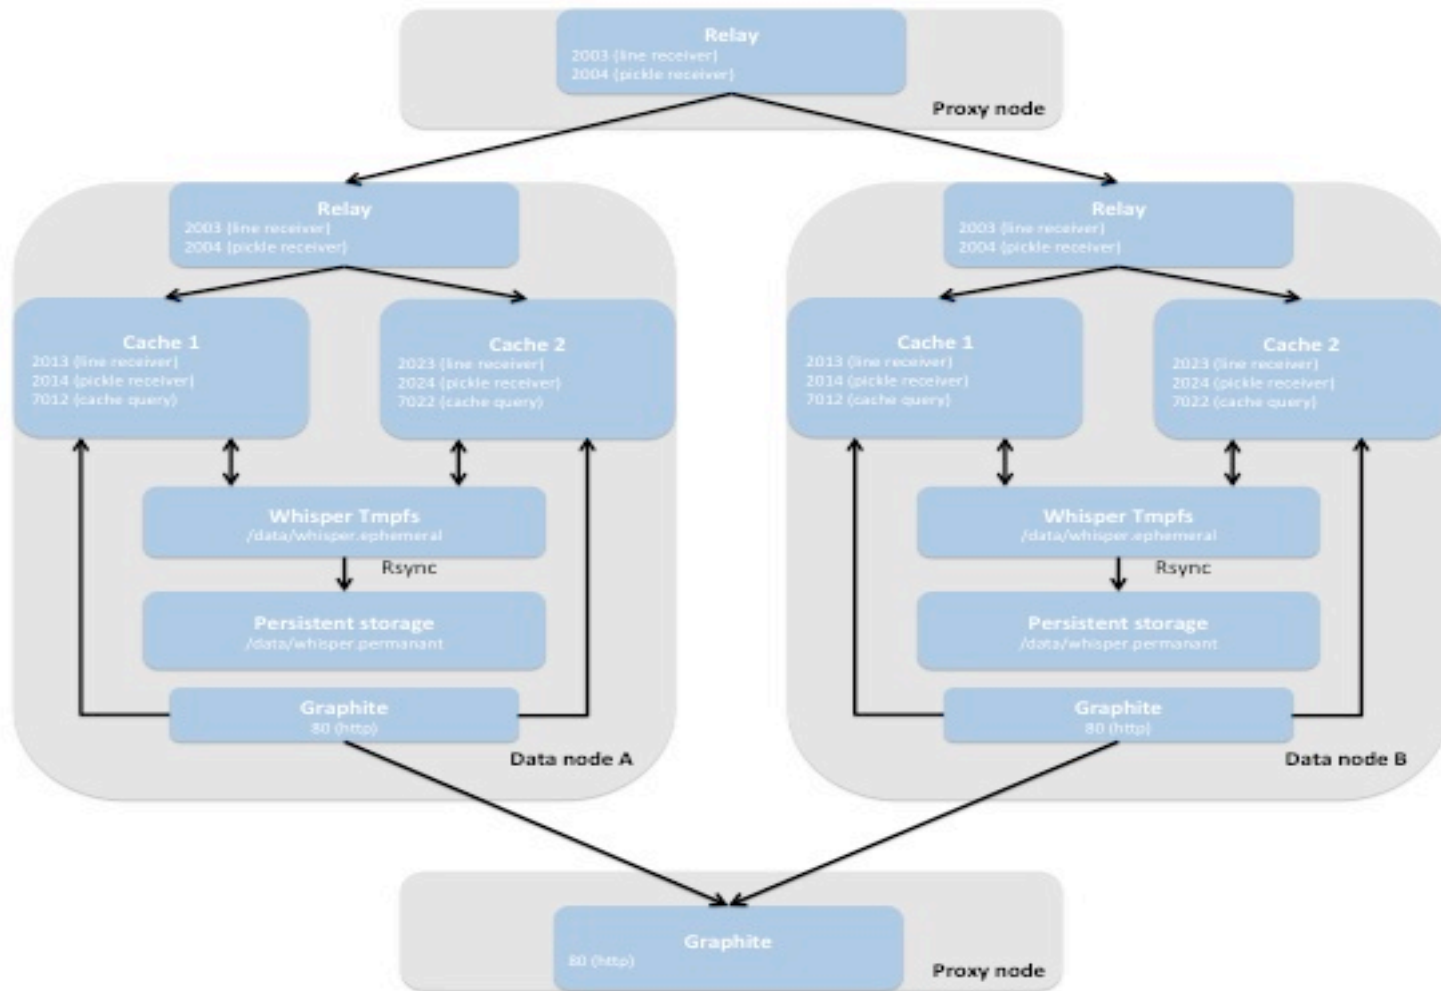 Relay
2003 (line receiver)
2004 (pickle receiver)
Proxy node
Relay
2003 (line receiver)
2004 (pickle receiver)
Cache 1
2013 (line receiver)
2014 (pickle receiver)
7012 (cache query)
Cache 2
2023 (line receiver)
2024 (pickle receiver)
7022 (cache query)
Whisper Tmpfs
/data/whisper.ephemeral
Rsync
Persistent storage
/data/whisper.permanant
Graphite
80 (http)
Data node A
Relay
2003 (line receiver)
2004 (pickle receiver)
Cache 1
2013 (line receiver)
2014 (pickle receiver)
7012 (cache query)
Cache 2
2023 (line receiver)
2024 (pickle receiver)
7022 (cache query)
Whisper Tmpfs
/data/whisper.ephemeral
Rsync
Persistent storage
/data/whisper.permanant
Graphite
80 (http)
Data node B
Graphite
80 (http)
Proxy node